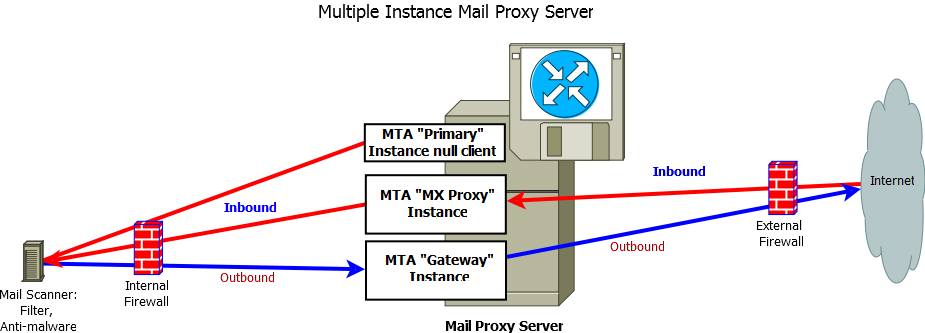 Multiple Instance Mail Proxy Server
MTA "Primary"
Instance null client
MTA "MX Proxy"
Instance
MTA "Gateway"
Instance
Inbound
Inbound
Outbound
Outbound
Internet
External
Firewall
Internal
Firewall
Mail Scanner:
Filter,
Anti-malware
Mail Proxy Server